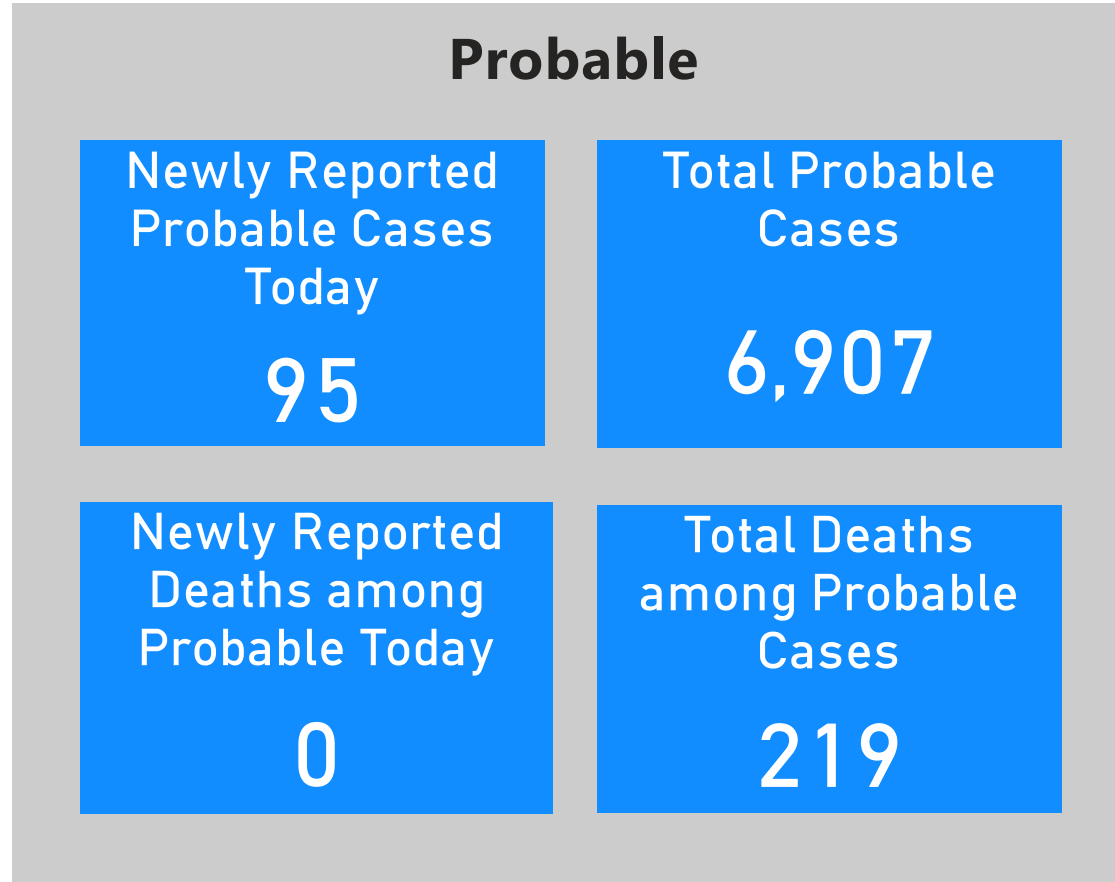 Probable
Newly Reported
Probable Cases
Today
95
Total Probable
Cases
6,907
Newly Reported
Deaths among
Probable Today
0
Total Deaths
among Probable
Cases
219